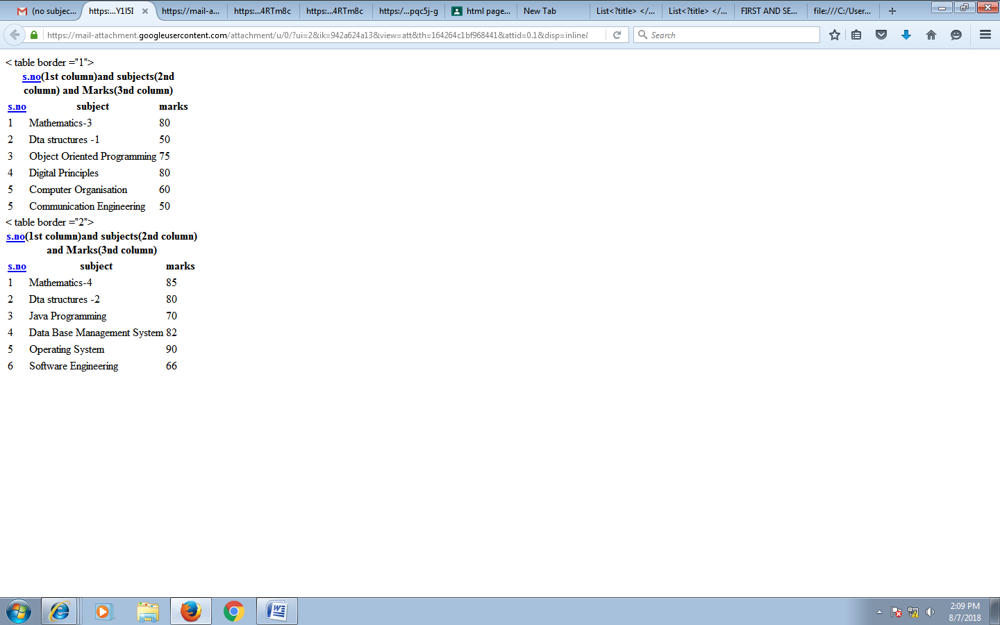 (no subjec... https:...Y1I5I https://mail-a... https:...4RTm8c https:...4RTm8c https:/...pqc5j-g html page... New Tab List<?title> </... List<?title> </... FIRST AND SE... file:///C:/User...
https://mail-attachment.googleusercontent.com/attachment/u/0/?ui=2&ik=942a624a13&view=att&th=164264c1bf968441&attid=0.1&disp=inline& Search
< table border ="1">
s.no(1st column)and subjects(2nd
column) and Marks(3nd column)
s.no subject marks
1 Mathematics-3 80
2 Dta structures -1 50
3 Object Oriented Programming 75
4 Digital Principles 80
5 Computer Organisation 60
5 Communication Engineering 50
< table border ="2">
s.no(1st column)and subjects(2nd column)
and Marks(3nd column)
s.no subject marks
1 Mathematics-4 85
2 Dta structures -2 80
3 Java Programming 70
4 Data Base Management System 82
5 Operating System 90
6 Software Engineering 66
2:09 PM
8/7/2018